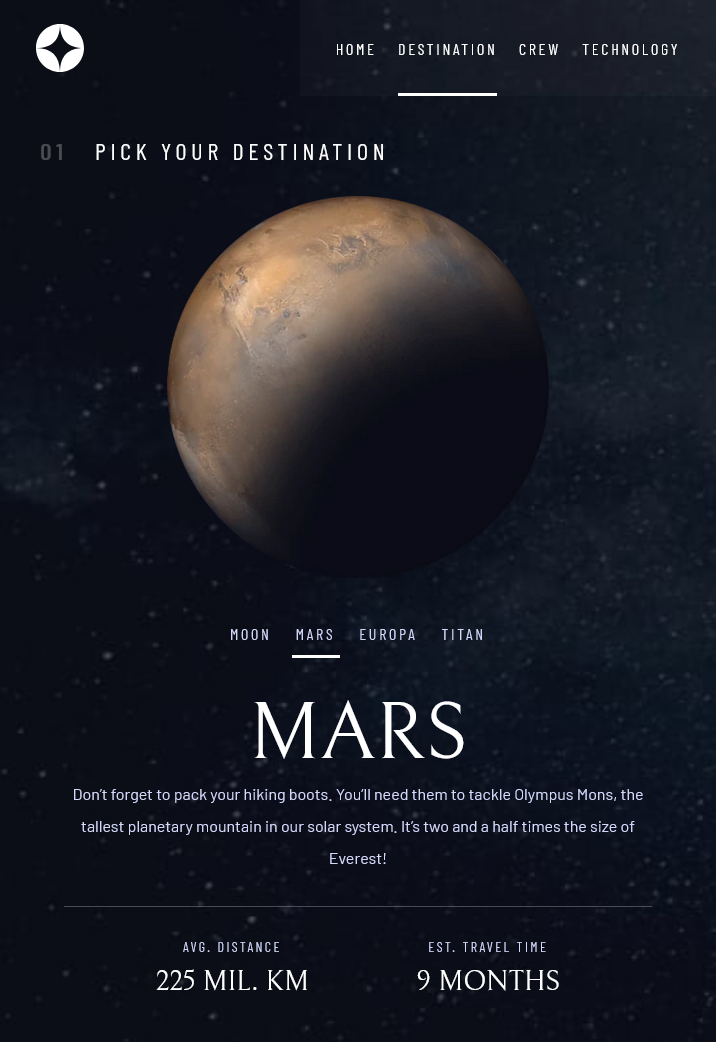 HOME DESTINATION CREW TECHNOLOGY
01 PICK YOUR DESTINATION
MOON MARS EUROPA TITAN
MARS
Don’t forget to pack your hiking boots. You’ll need them to tackle Olympus Mons, the
tallest planetary mountain in our solar system. It’s two and a half times the size of
Everest!
AVG. DISTANCE EST. TRAVEL TIME
225 MIL. KM 9 MONTHS